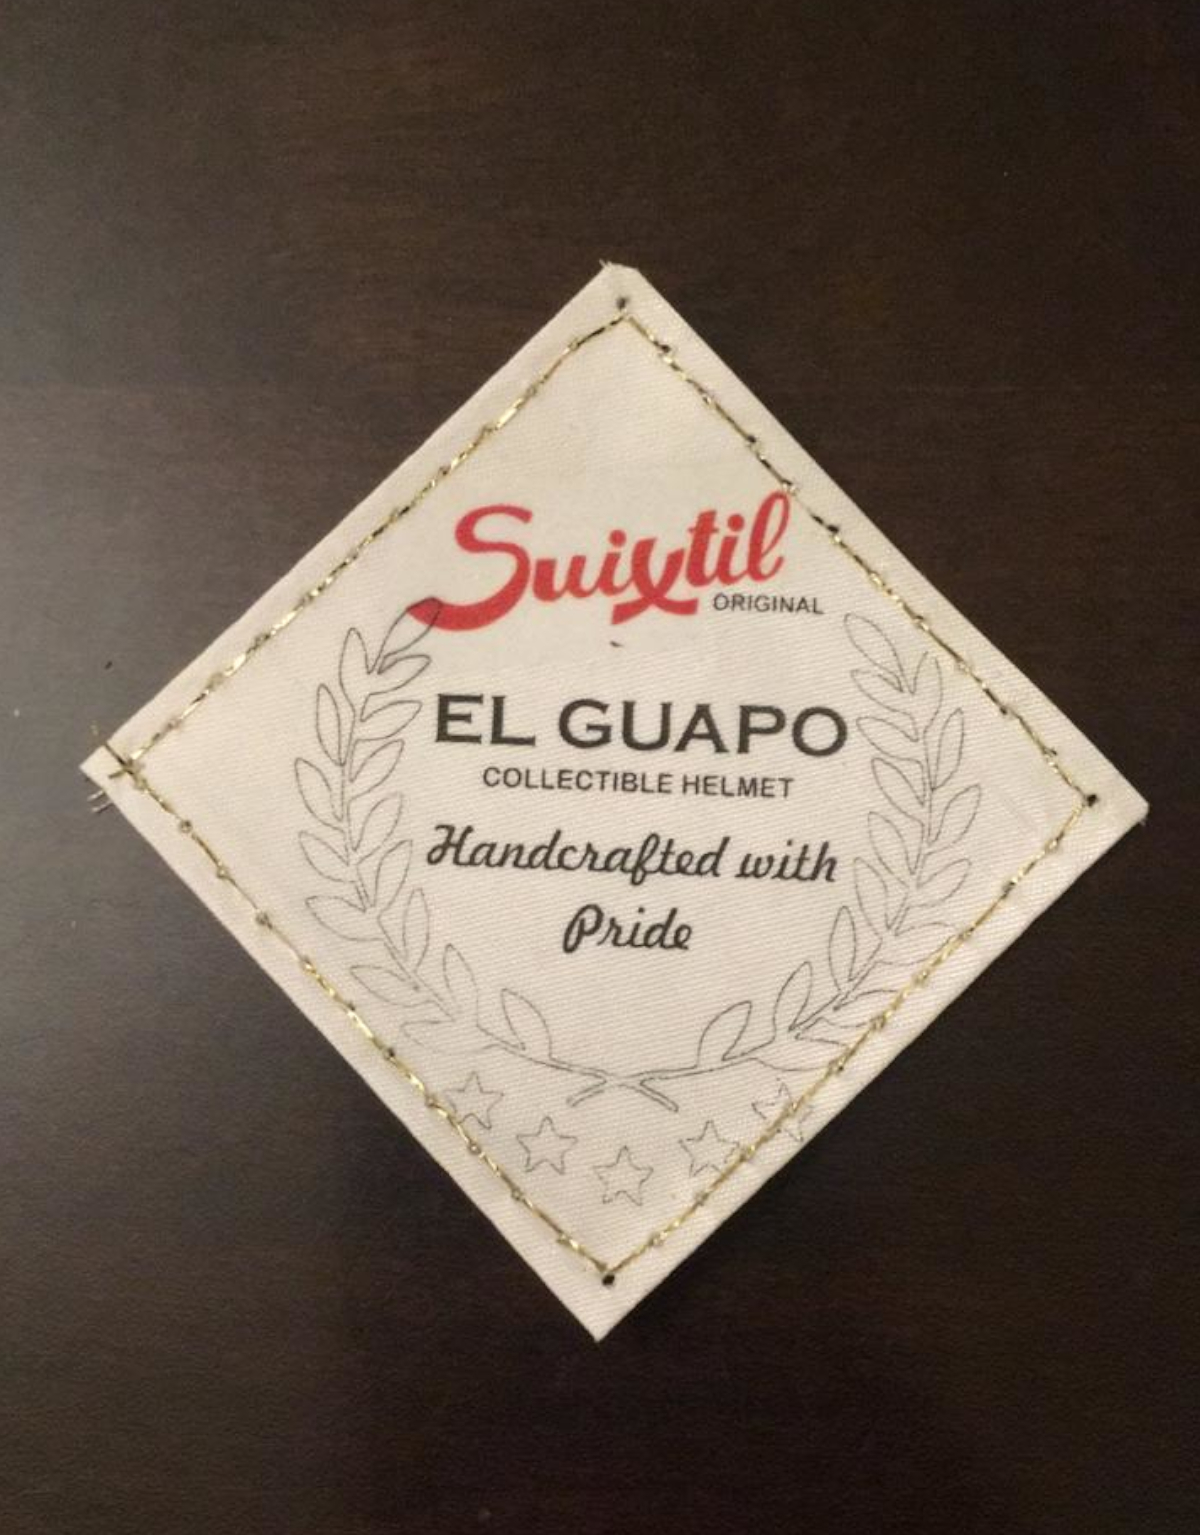 Suixtil
ORIGINAL
EL GUAPO
COLLECTIBLE HELMET
Handcrafted with
Pride